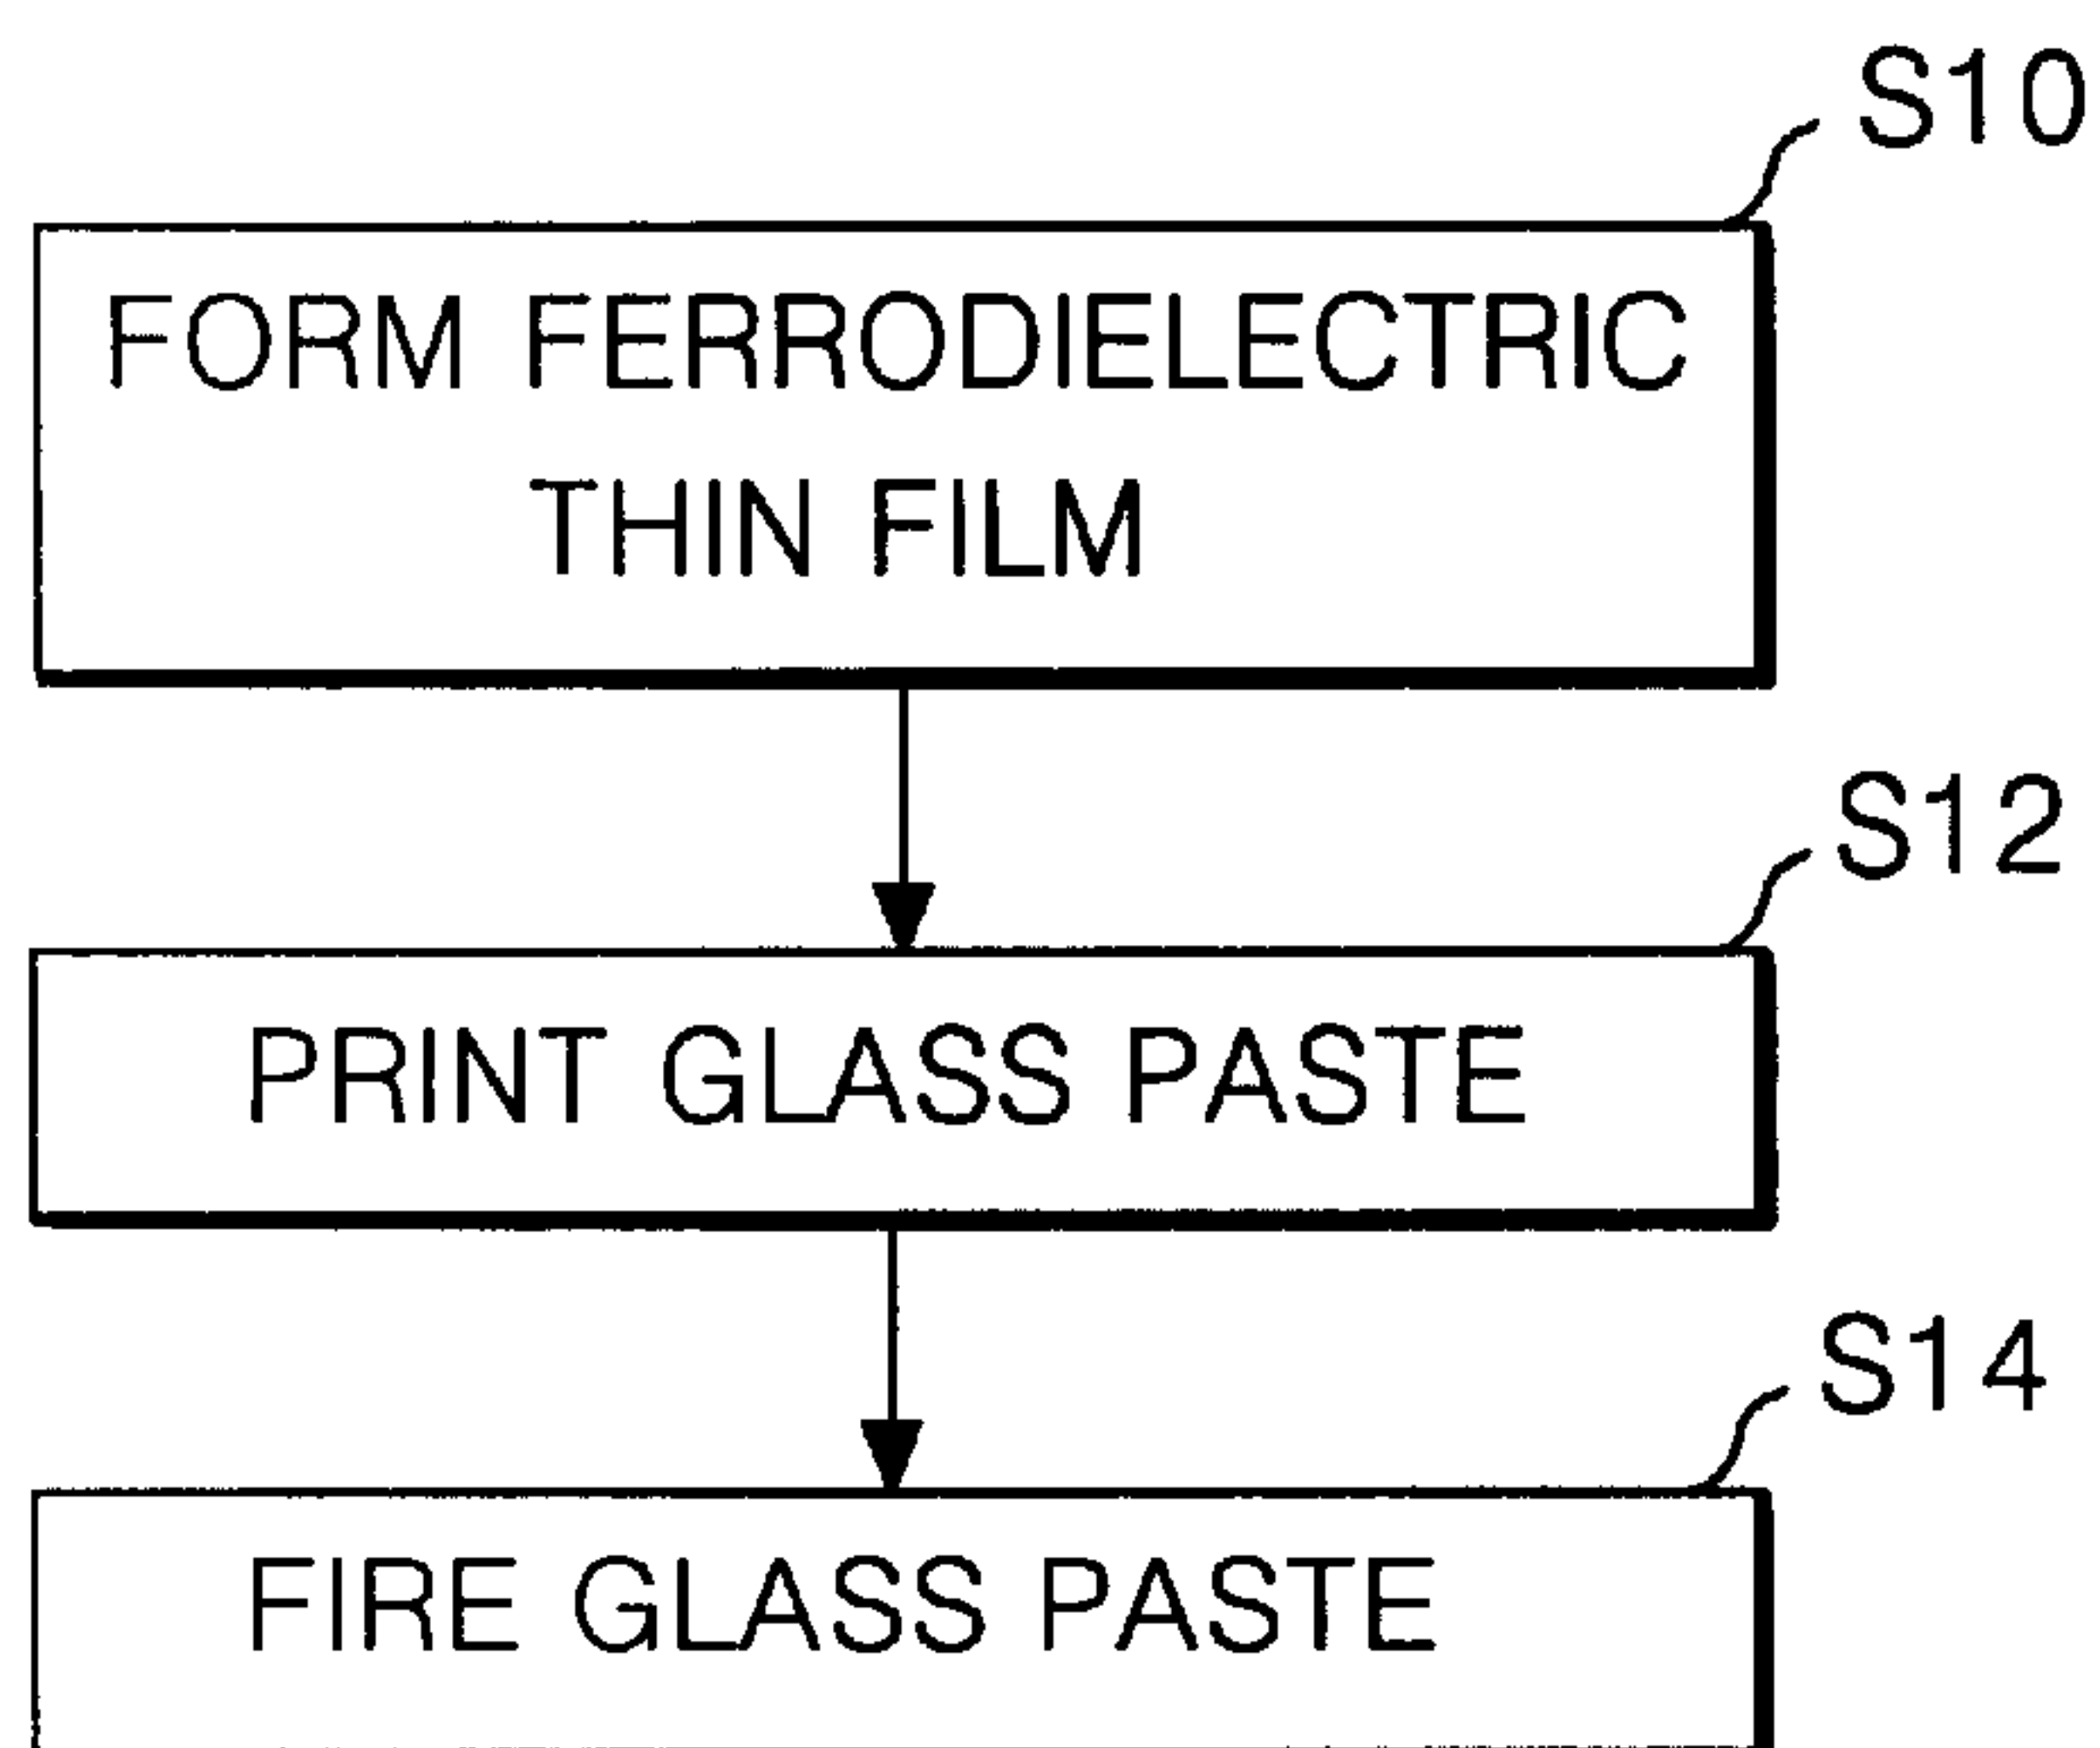 S10
FORM FERRODIELECTRIC
THIN FILM
S12
PRINT GLASS PASTE
S14
FIRE GLASS PASTE